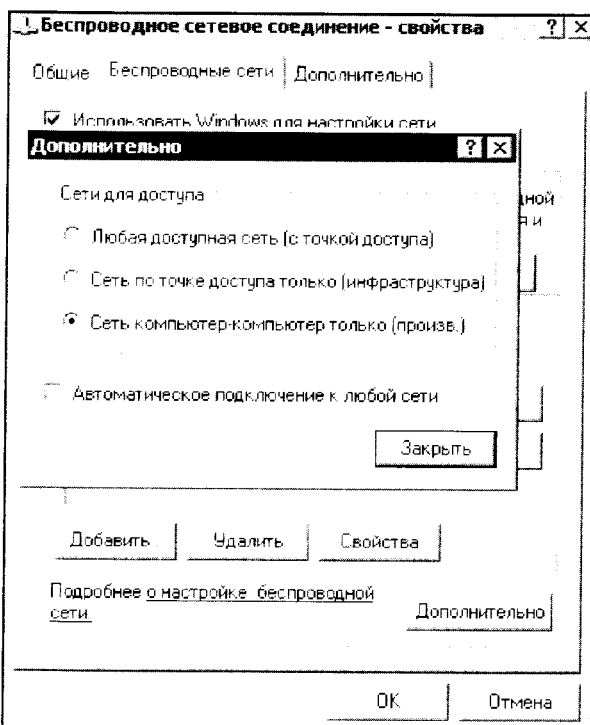 Беспроводное сетевое соединение - свойства
Общие Беспроводные сети Дополнительно
Использовать Windows для настройки сети
Дополнительно
Сети для доступа
Любая доступная сеть (с точкой доступа)
Сеть по точке доступа только (инфраструктура)
Сеть компьютер-компьютер только (произв.)
Автоматическое подключение к любой сети
Закрыть
Добавить Удалить Свойства
Подробнее о настройке беспроводной
сети.
Дополнительно
OK Отмена